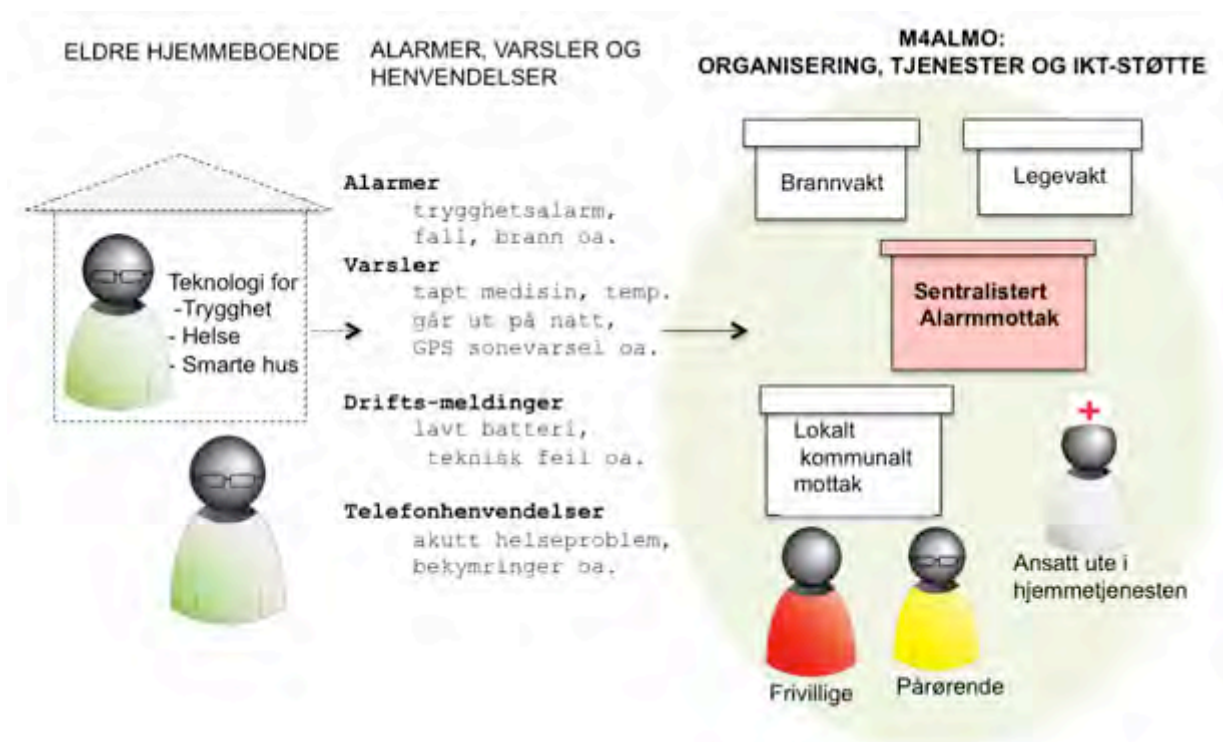 ELDRE HJEMMEBOENDE
ALARMER, VARSLER OG
HENVENDELSER
M4ALMO:
ORGANISERING, TJENESTER OG IKT-STØTTE
Teknologi for
-Trygghet
- Helse
- Smarte hus
Alarmer
trygghetsalarm,
fall, brann oa.
Varsler
tapt medisin, temp.
går ut på natt,
GPS sonevarsel oa.
Drifts-meldinger
lavt batteri,
teknisk feil oa.
Telefonhenvendelser
akutt helseproblem,
bekymringer oa.
Brannvakt
Legevakt
Sentralistert
Alarmmottak
Lokalt
kommunalt
mottak
Ansatt ute i
hjemmetjenesten
Frivillige
Pårørende